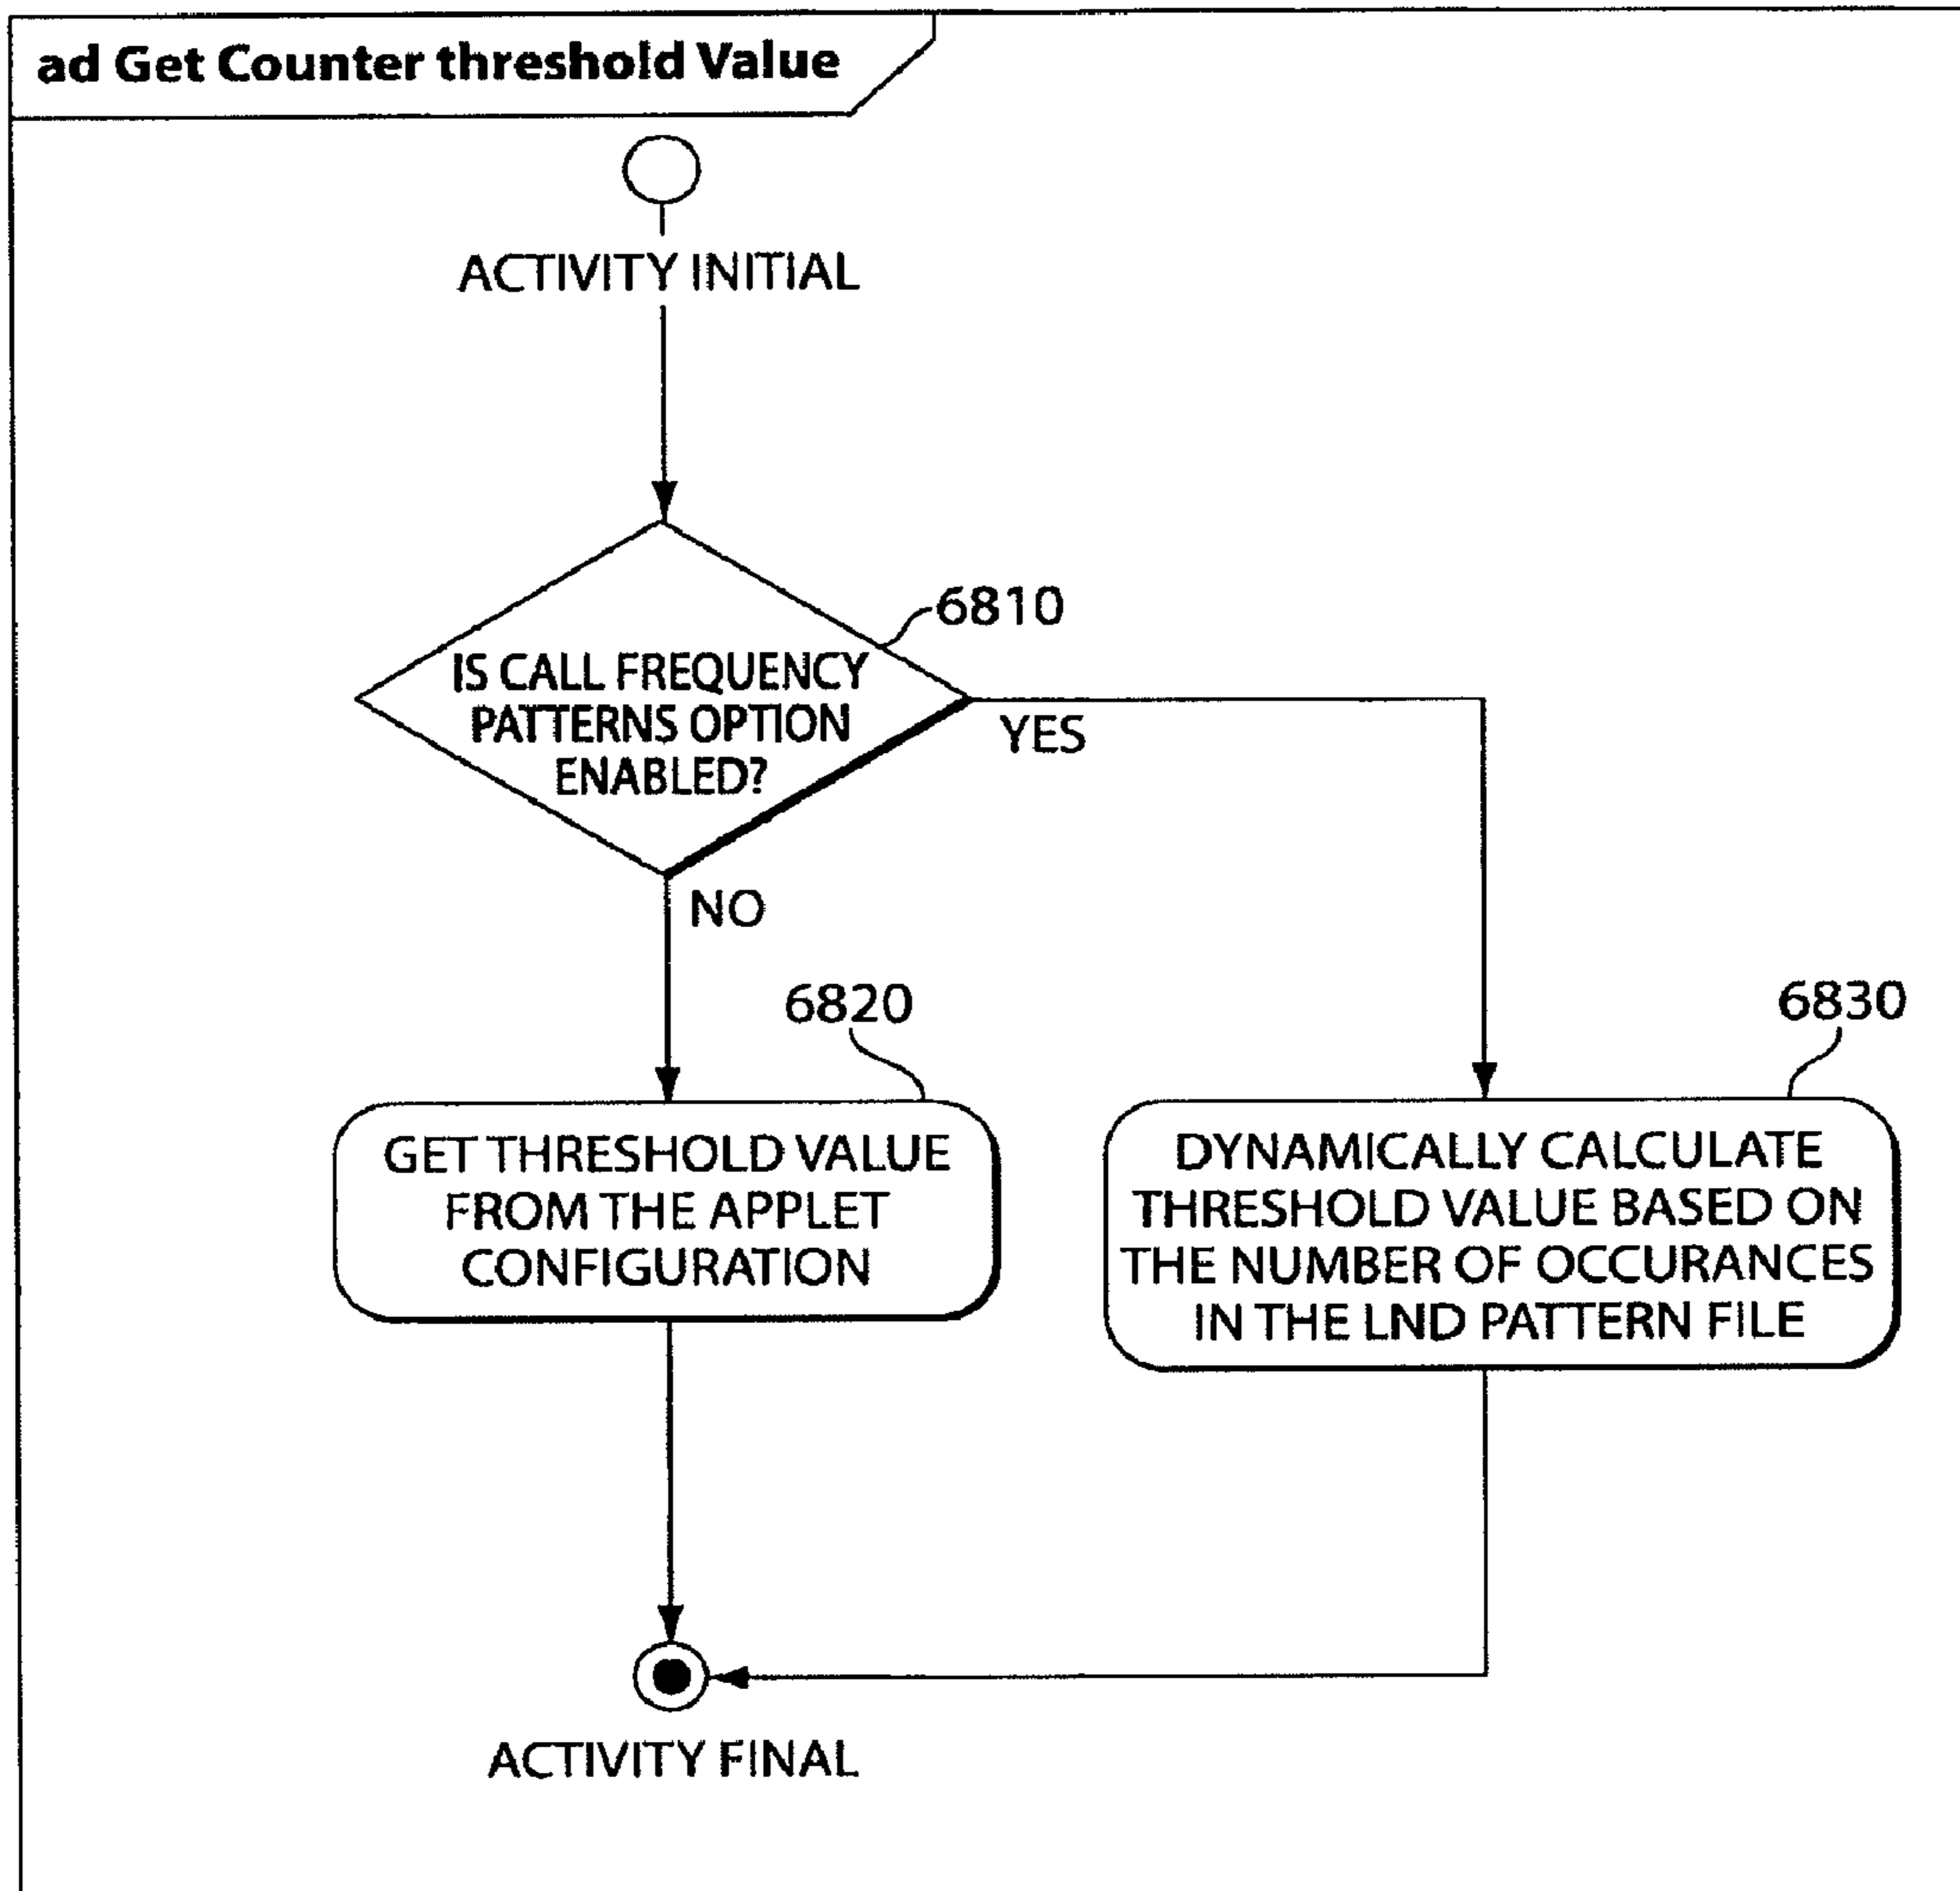 ad Get Counter threshold Value
ACTIVITY INITIAL
6810
IS CALL FREQUENCY
PATTERNS OPTION
ENABLED?
YES
NO
6820
GET THRESHOLD VALUE
FROM THE APPLET
CONFIGURATION
6830
DYNAMICALLY CALCULATE
THRESHOLD VALUE BASED ON
THE NUMBER OF OCCURANCES
IN THE LND PATTERN FILE
ACTIVITY FINAL